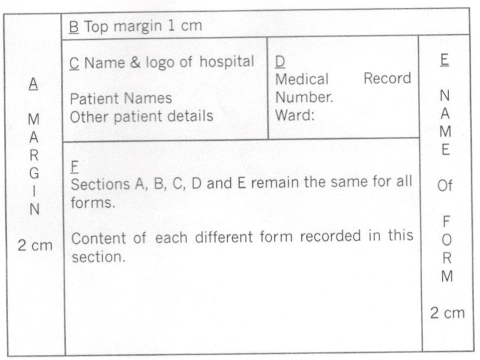 B Top margin 1 cm
A
M
A
R
G
I
N
2 cm
C Name & logo of hospital
Patient Names
Other patient details
D
Medical Record
Number.
Ward:
E
N
A
M
E
Of
F
O
R
M
2 cm
F
Sections A, B, C, D and E remain the same for all
forms.
Content of each different form recorded in this
section.